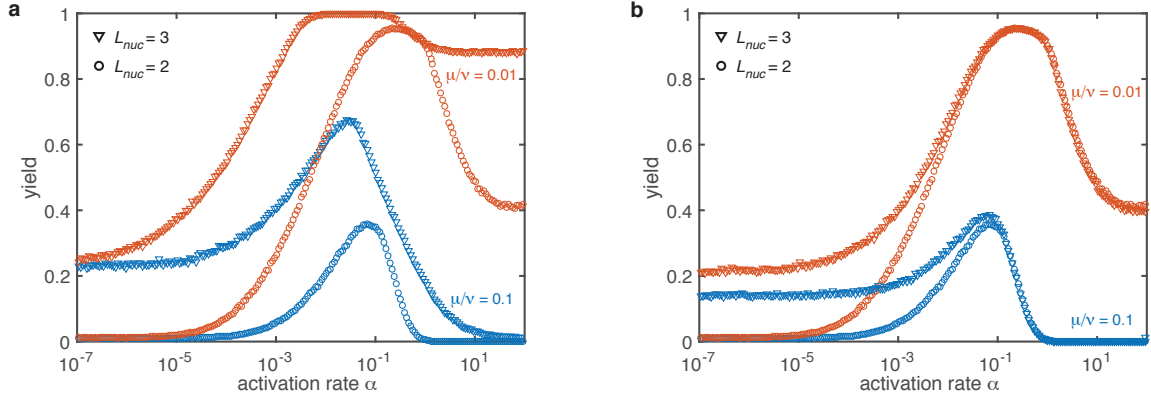 a
1
0.8
0.6
0.4
0.2
0
yield
L_nuc = 3
L_nuc = 2
μ/ν = 0.01
μ/ν = 0.1
10^-7
10^-5
10^-3
10^-1
10^1
activation rate α
b
1
0.8
0.6
0.4
0.2
0
yield
L_nuc = 3
L_nuc = 2
μ/ν = 0.01
μ/ν = 0.1
10^-7
10^-5
10^-3
10^-1
10^1
activation rate α